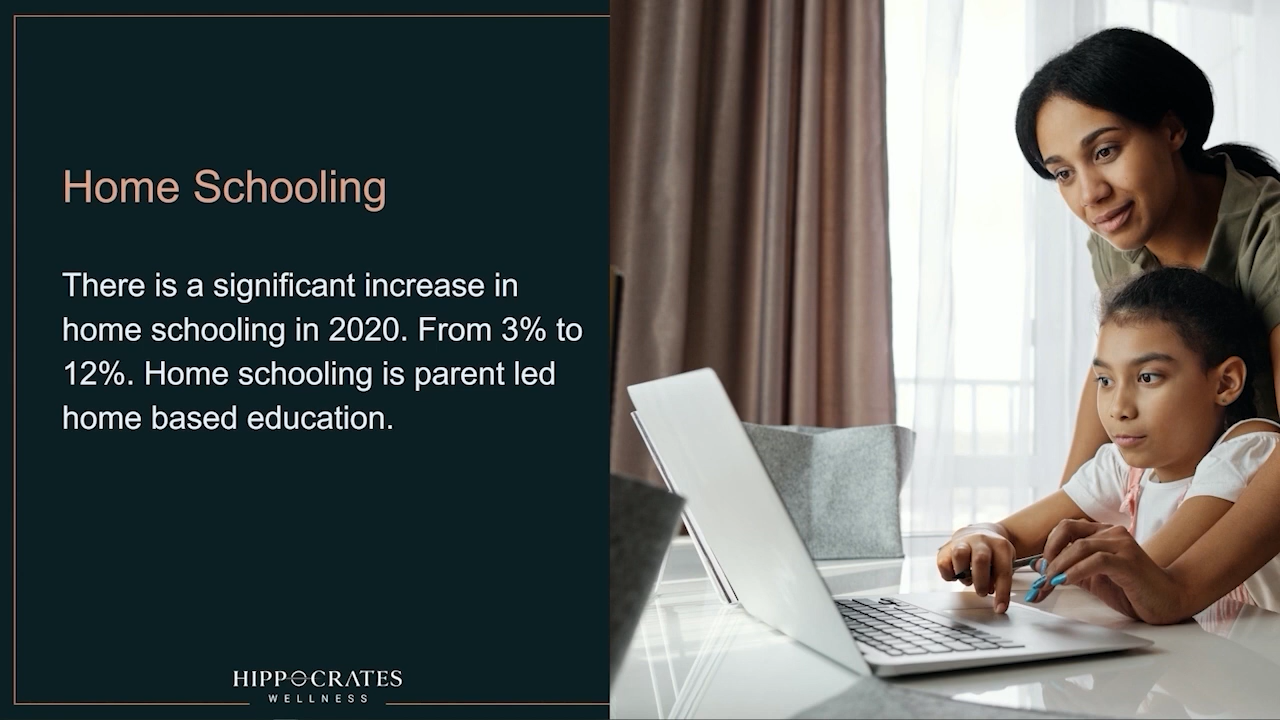 Home Schooling
There is a significant increase in
home schooling in 2020. From 3% to
12%. Home schooling is parent led
home based education.
HIPPOCRATES
WELLNESS